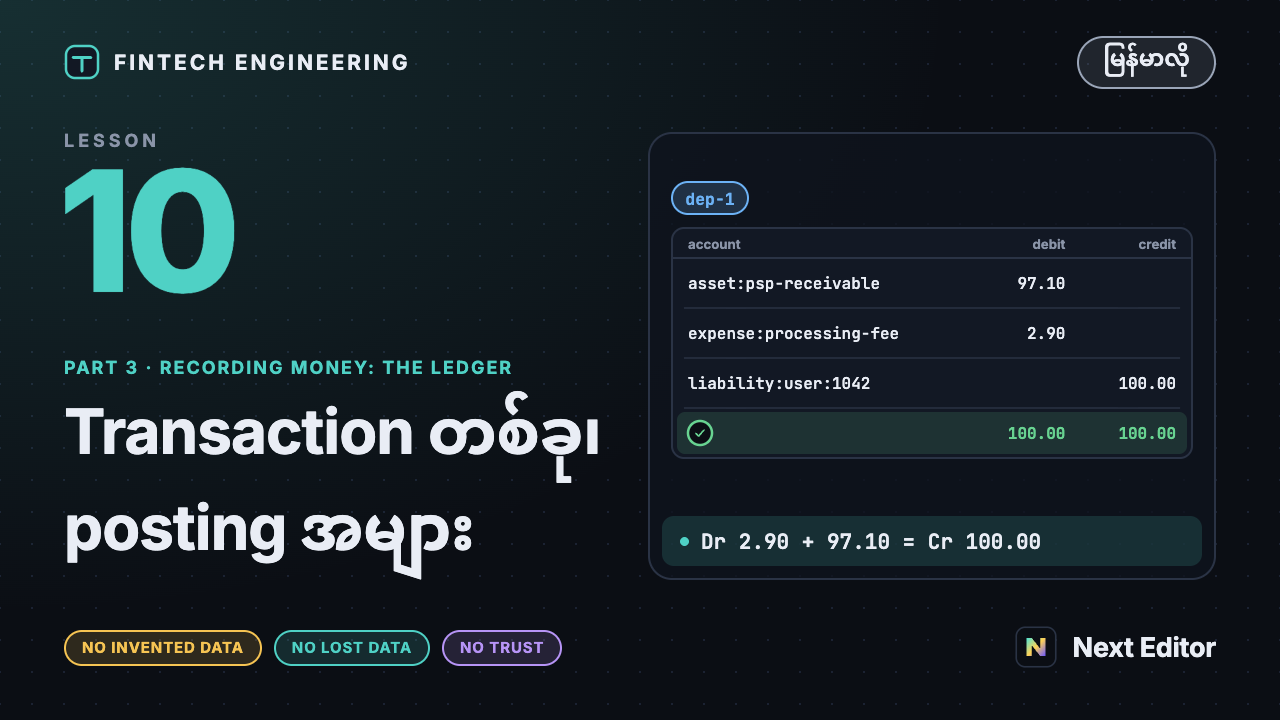 FINTECH ENGINEERING
မြန်မာလို
LESSON
10
PART 3 · RECORDING MONEY: THE LEDGER
Transaction တစ်ခု၊
posting အများ
NO INVENTED DATA
NO LOST DATA
NO TRUST
dep-1
account debit credit
asset:psp-receivable 97.10
expense:processing-fee 2.90
liability:user:1042 100.00
100.00 100.00
Dr 2.90 + 97.10 = Cr 100.00
Next Editor